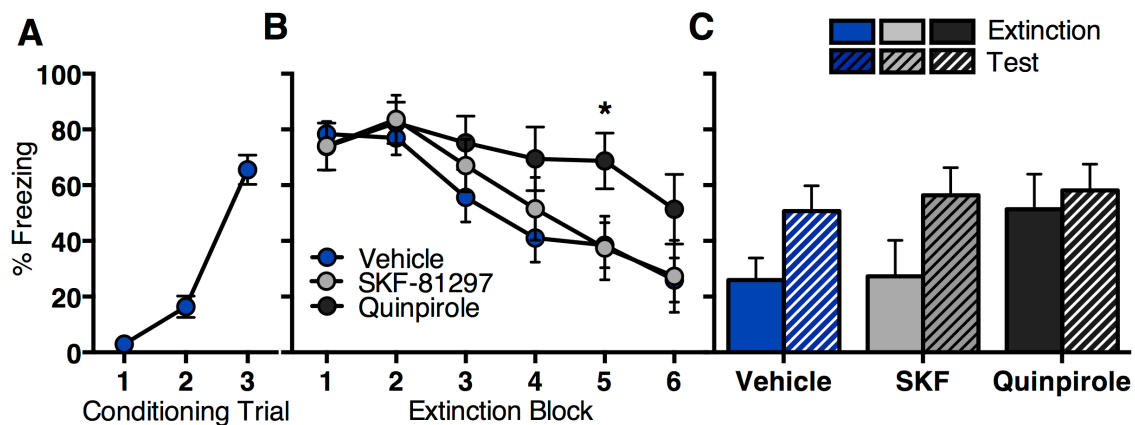 A
B
C
Extinction
Test
% Freezing
100
80
60
40
20
0
Vehicle
SKF-81297
Quinpirole
*
1 2 3
Conditioning Trial
1 2 3 4 5 6
Extinction Block
Vehicle SKF Quinpirole